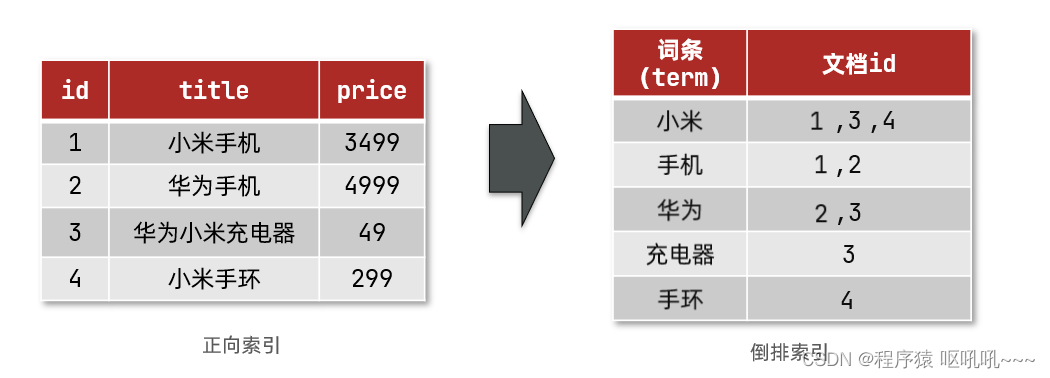 id title price
1 小米手机 3499
2 华为手机 4999
3 华为小米充电器 49
4 小米手环 299
正向索引
词条
(term) 文档id
小米 1 ,3 ,4
手机 1 ,2
华为 2 ,3
充电器 3
手环 4
倒排索引
CSDN @程序猿 呕吼吼~~~